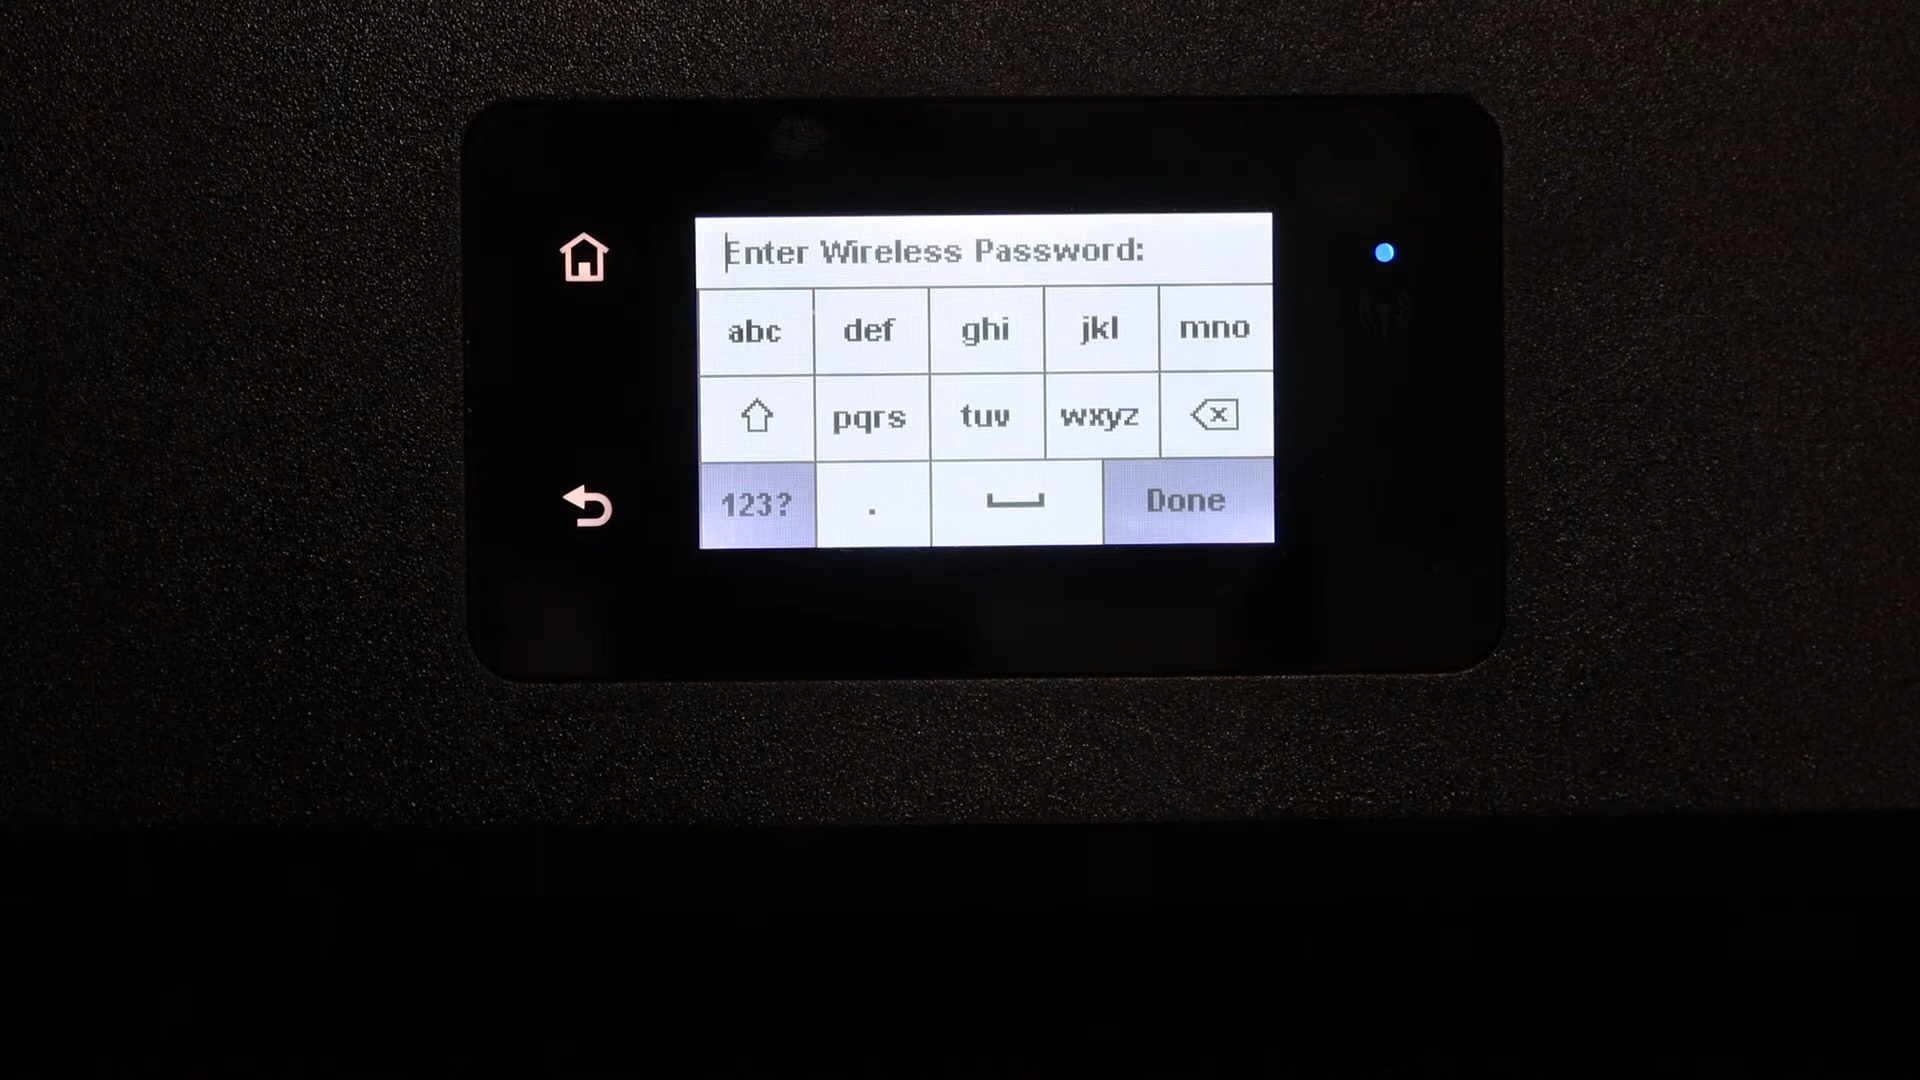 Enter Wireless Password:
abc def ghi jkl mno
pqrs tuv wxyz
123? . Done